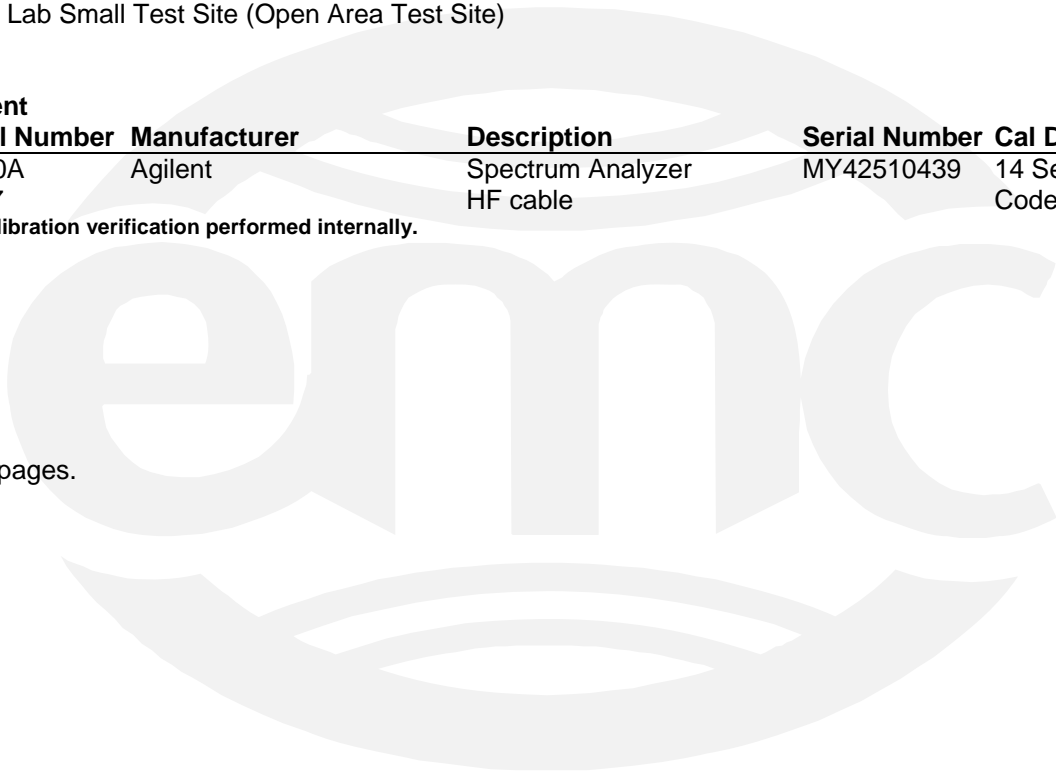 Lab Small Test Site (Open Area Test Site)
ent
l Number Manufacturer Description Serial Number Cal D
0A Agilent Spectrum Analyzer MY42510439 14 Se
HF cable Code
libration verification performed internally.
emc
pages.